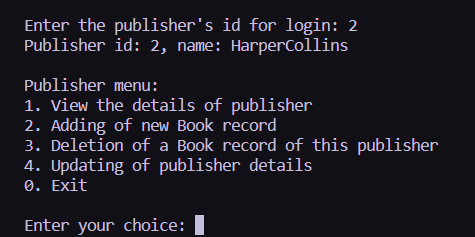 Enter the publisher's id for login: 2
Publisher id: 2, name: HarperCollins
Publisher menu:
1. View the details of publisher
2. Adding of new Book record
3. Deletion of a Book record of this publisher
4. Updating of publisher details
0. Exit
Enter your choice: